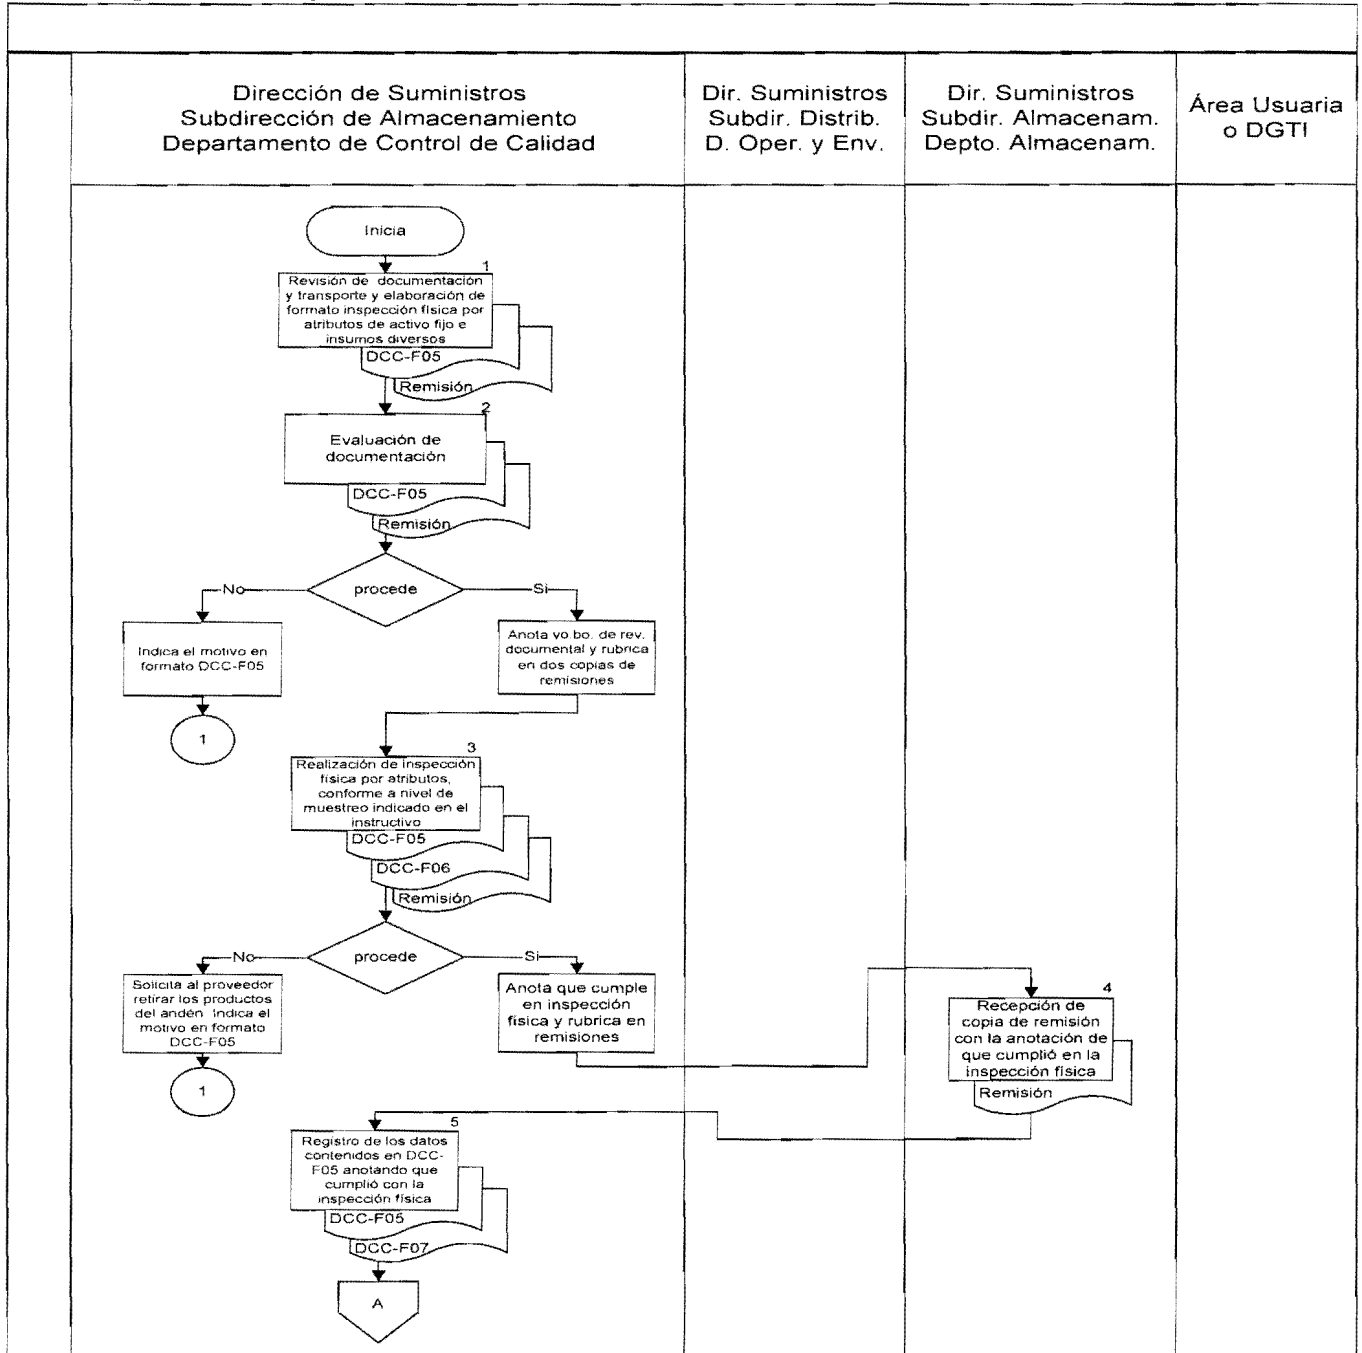 Dirección de Suministros
Subdirección de Almacenamiento
Departamento de Control de Calidad
Dir. Suministros
Subdir. Distrib.
D. Oper. y Env.
Dir. Suministros
Subdir. Almacenam.
Depto. Almacenam.
Área Usuaria
o DGTI
Inicia
1
Revisión de documentación
y transporte y elaboración de
formato inspección física por
atributos de activo fijo e
insumos diversos
DCC-F05
Remisión
2
Evaluación de
documentación
DCC-F05
Remisión
procede
No
Si
Indica el motivo en
formato DCC-F05
1
Anota vo.bo. de rev.
documental y rubrica
en dos copias de
remisiones
3
Realización de inspección
física por atributos,
conforme a nivel de
muestreo indicado en el
instructivo
DCC-F05
DCC-F06
Remisión
procede
No
Si
Solicita al proveedor
retirar los productos
del andén. Indica el
motivo en formato
DCC-F05
1
Anota que cumple
en inspección
física y rubrica en
remisiones
4
Recepción de
copia de remisión
con la anotación de
que cumplió en la
inspección física
Remisión
5
Registro de los datos
contenidos en DCC-
F05 anotando que
cumplió con la
inspección física
DCC-F05
DCC-F07
A